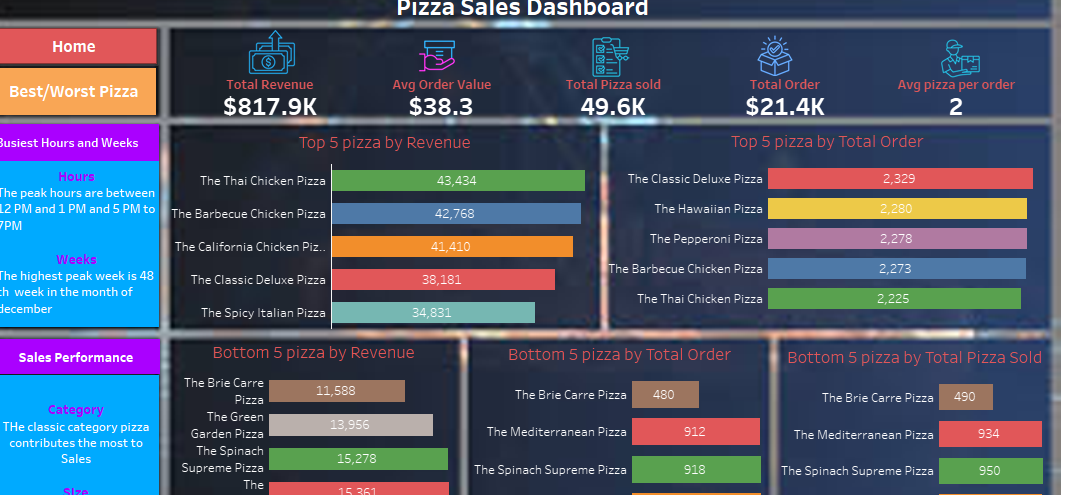 Pizza Sales Dashboard
Home
Best/Worst Pizza
Total Revenue
$817.9K
Avg Order Value
$38.3
Total Pizza sold
49.6K
Total Order
$21.4K
Avg pizza per order
2
Busiest Hours and Weeks
Hours
The peak hours are between
12 PM and 1 PM and 5 PM to
7PM
Weeks
The highest peak week is 48
th week in the month of
december
Top 5 pizza by Revenue
The Thai Chicken Pizza 43,434
The Barbecue Chicken Pizza 42,768
The California Chicken Piz.. 41,410
The Classic Deluxe Pizza 38,181
The Spicy Italian Pizza 34,831
Top 5 pizza by Total Order
The Classic Deluxe Pizza 2,329
The Hawaiian Pizza 2,280
The Pepperoni Pizza 2,278
The Barbecue Chicken Pizza 2,273
The Thai Chicken Pizza 2,225
Sales Performance
Category
THe classic category pizza
contributes the most to
Sales
Size
Bottom 5 pizza by Revenue
The Brie Carre
Pizza 11,588
The Green
Garden Pizza 13,956
The Spinach
Supreme Pizza 15,278
The 15,361
Bottom 5 pizza by Total Order
The Brie Carre Pizza 480
The Mediterranean Pizza 912
The Spinach Supreme Pizza 918
Bottom 5 pizza by Total Pizza Sold
The Brie Carre Pizza 490
The Mediterranean Pizza 934
The Spinach Supreme Pizza 950